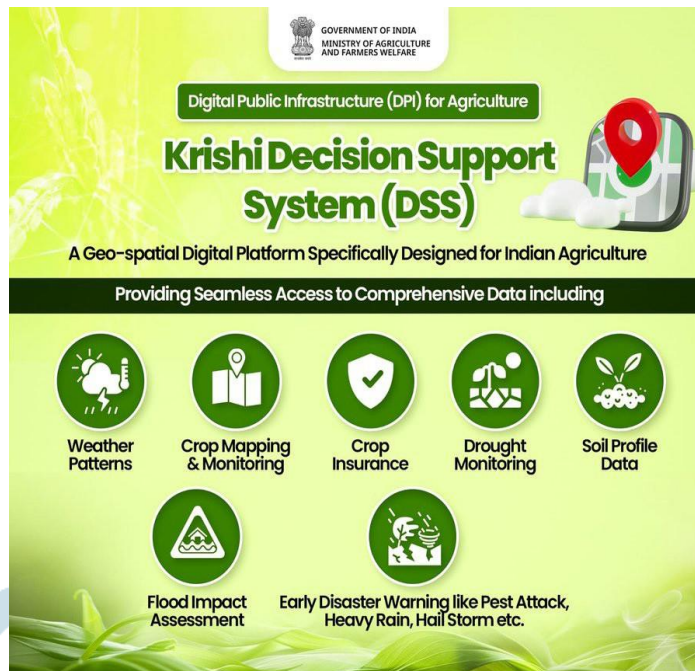 GOVERNMENT OF INDIA
MINISTRY OF AGRICULTURE
AND FARMERS WELFARE
Digital Public Infrastructure (DPI) for Agriculture
Krishi Decision Support
System (DSS)
A Geo-spatial Digital Platform Specifically Designed for Indian Agriculture
Providing Seamless Access to Comprehensive Data including
Weather
Patterns
Crop Mapping
& Monitoring
Crop
Insurance
Drought
Monitoring
Soil Profile
Data
Flood Impact
Assessment
Early Disaster Warning like Pest Attack,
Heavy Rain, Hail Storm etc.